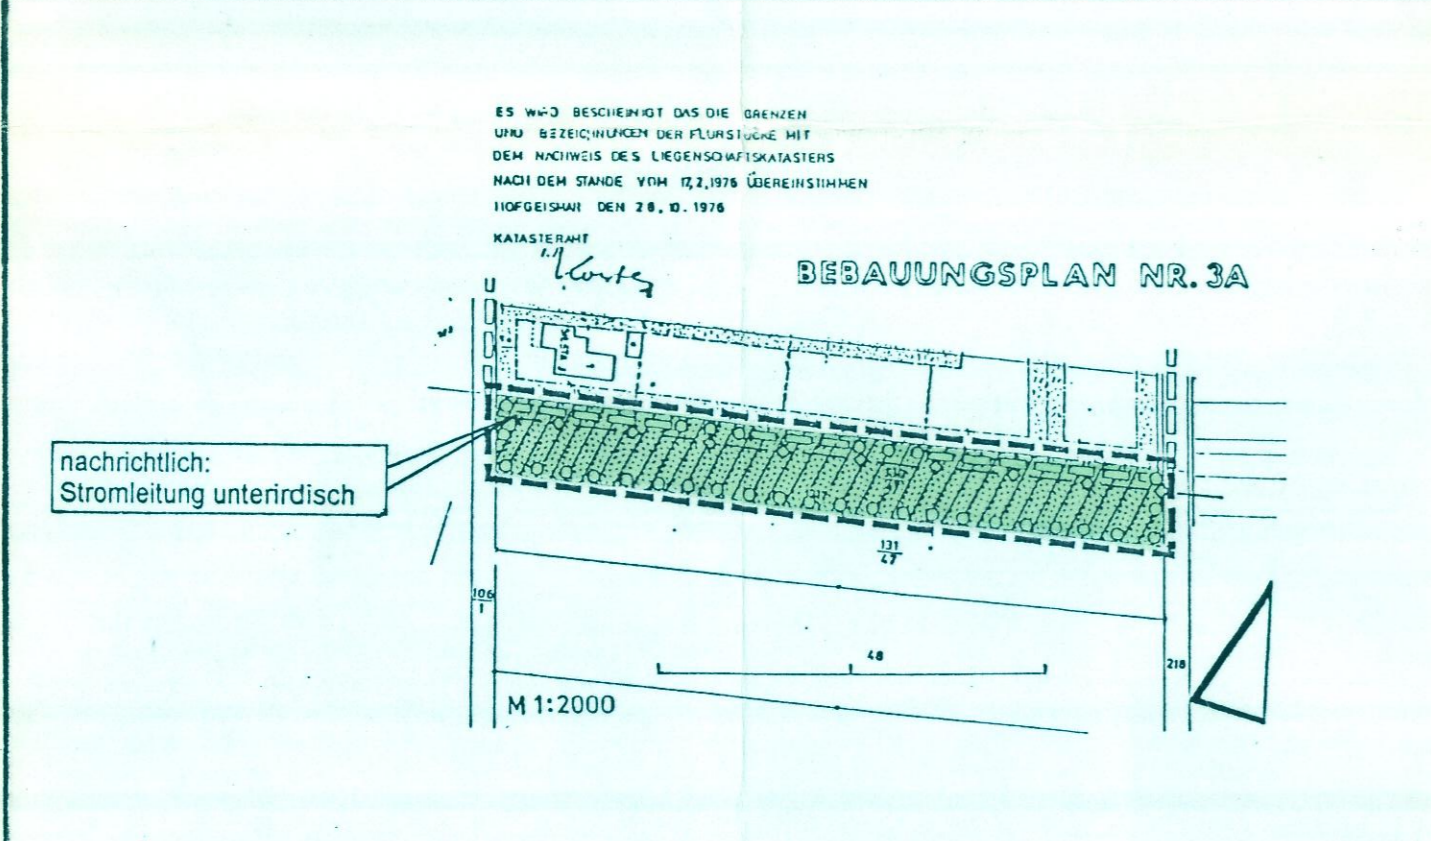 ES WIRD BESCHEINIGT DAS DIE GRENZEN
UND BEZEICHNUNGEN DER FLURSTÜCKE MIT
DEM NACHWEIS DES LIEGENSCHAFTSKATASTERS
NACH DEM STANDE VOM 17.2.1976 ÜBEREINSTIMMEN
HOFGEISMAR DEN 28.10.1976
KATASTERAMT
BEBAUUNGSPLAN NR. 3A
nachrichtlich:
Stromleitung unterirdisch
131
47
106
1
48
218
M 1:2000